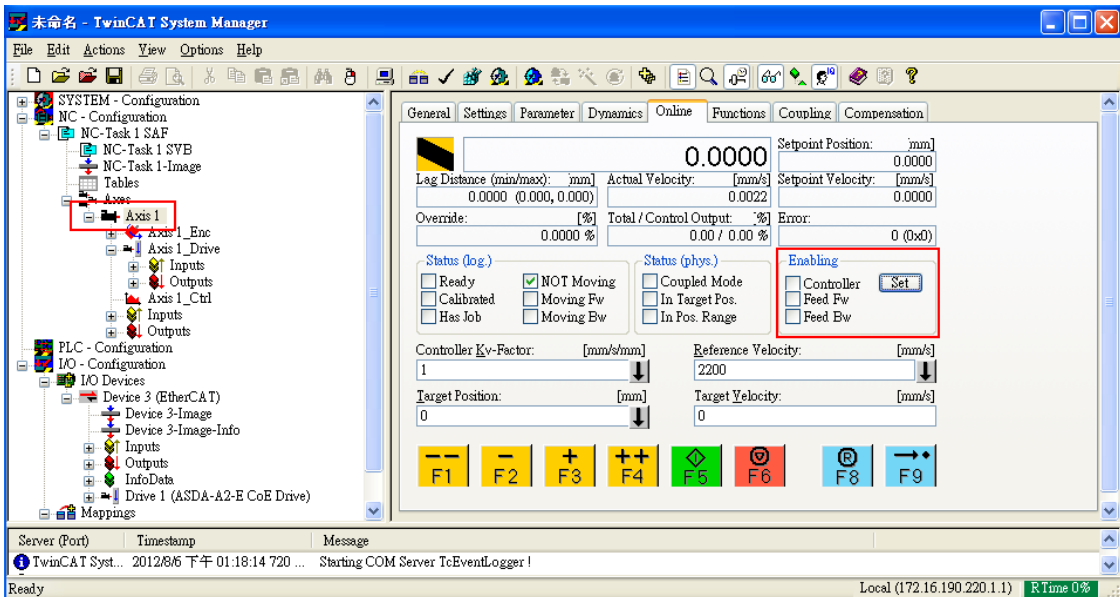 未命名 - TwinCAT System Manager
File Edit Actions View Options Help
SYSTEM - Configuration
NC - Configuration
NC-Task 1 SAF
NC-Task 1 SVB
NC-Task 1-Image
Tables
Axes
Axis 1
Axis 1_Enc
Axis 1_Drive
Inputs
Outputs
Axis 1_Ctrl
Inputs
Outputs
PLC - Configuration
I/O - Configuration
I/O Devices
Device 3 (EtherCAT)
Device 3-Image
Device 3-Image-Info
Inputs
Outputs
InfoData
Drive 1 (ASDA-A2-E CoE Drive)
Mappings
General Settings Parameter Dynamics Online Functions Coupling Compensation
0.0000 Setpoint Position: mm]
0.0000
Lag Distance (min/max): mm] Actual Velocity: [mm/s] Setpoint Velocity: [mm/s]
0.0000 (0.000, 0.000) 0.0022 0.0000
Override: [%] Total / Control Output: %] Error:
0.0000 % 0.00 / 0.00 % 0 (0x0)
Status (log.) Status (phys.) Enabling
Ready NOT Moving Coupled Mode Controller Set
Calibrated Moving Fw In Target Pos. Feed Fw
Has Job Moving Bw In Pos. Range Feed Bw
Controller Kv-Factor: [mm/s/mm] Reference Velocity: [mm/s]
1 2200
Target Position: [mm] Target Velocity: [mm/s]
0 0
-- - + ++ R
F1 F2 F3 F4 F5 F6 F8 F9
Server (Port) Timestamp Message
TwinCAT Syst... 2012/8/6 下午 01:18:14 720 ... Starting COM Server TcEventLogger !
Ready Local (172.16.190.220.1.1) RTime 0%